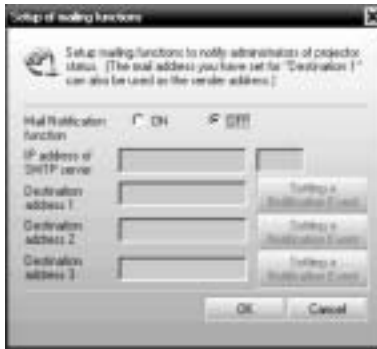 Setup of mailing functions
Setup mailing functions to notify administrators of projector
status. (The mail address you have set for "Destination 1"
can also be used as the sender address.)
Mail Notification
function
ON
OFF
IP address of
SMTP server
Destination
address 1
Setting a
Notification Event
Destination
address 2
Setting a
Notification Event
Destination
address 3
Setting a
Notification Event
OK
Cancel